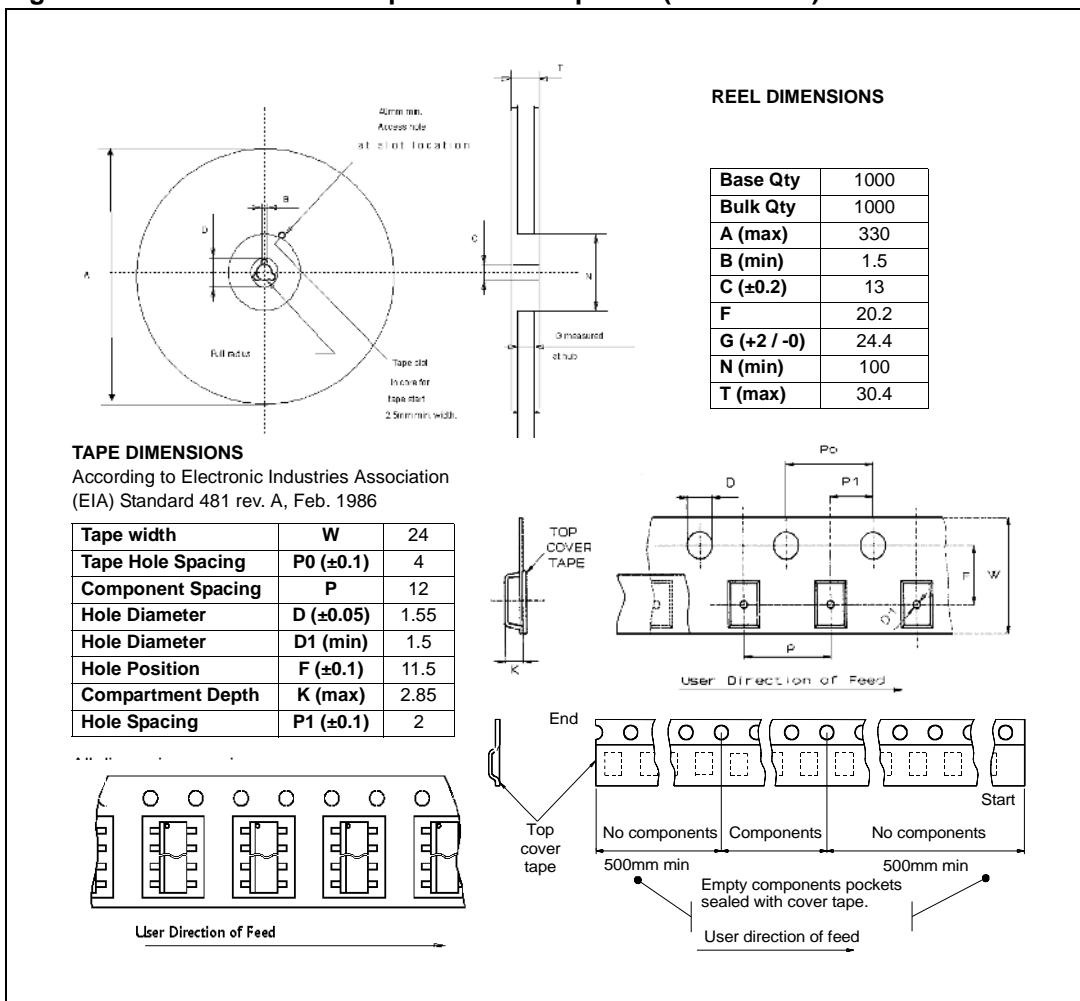 T
REEL DIMENSIONS
40mm min.
Access hole
at slot location
B
D
C
A
N
Full radius
Tape slot
in core for
tape start
2.5mm min. width.
G measured
at hub
Base Qty 1000
Bulk Qty 1000
A (max) 330
B (min) 1.5
C (±0.2) 13
F 20.2
G (+2 / -0) 24.4
N (min) 100
T (max) 30.4
TAPE DIMENSIONS
According to Electronic Industries Association
(EIA) Standard 481 rev. A, Feb. 1986
Tape width W 24
Tape Hole Spacing P0 (±0.1) 4
Component Spacing P 12
Hole Diameter D (±0.05) 1.55
Hole Diameter D1 (min) 1.5
Hole Position F (±0.1) 11.5
Compartment Depth K (max) 2.85
Hole Spacing P1 (±0.1) 2
Po
D
P1
TOP
COVER
TAPE
F
W
D1
K
P
User Direction of Feed
End
Start
Top
cover
tape
No components
Components
No components
500mm min
500mm min
Empty components pockets
sealed with cover tape.
User direction of feed
User Direction of Feed